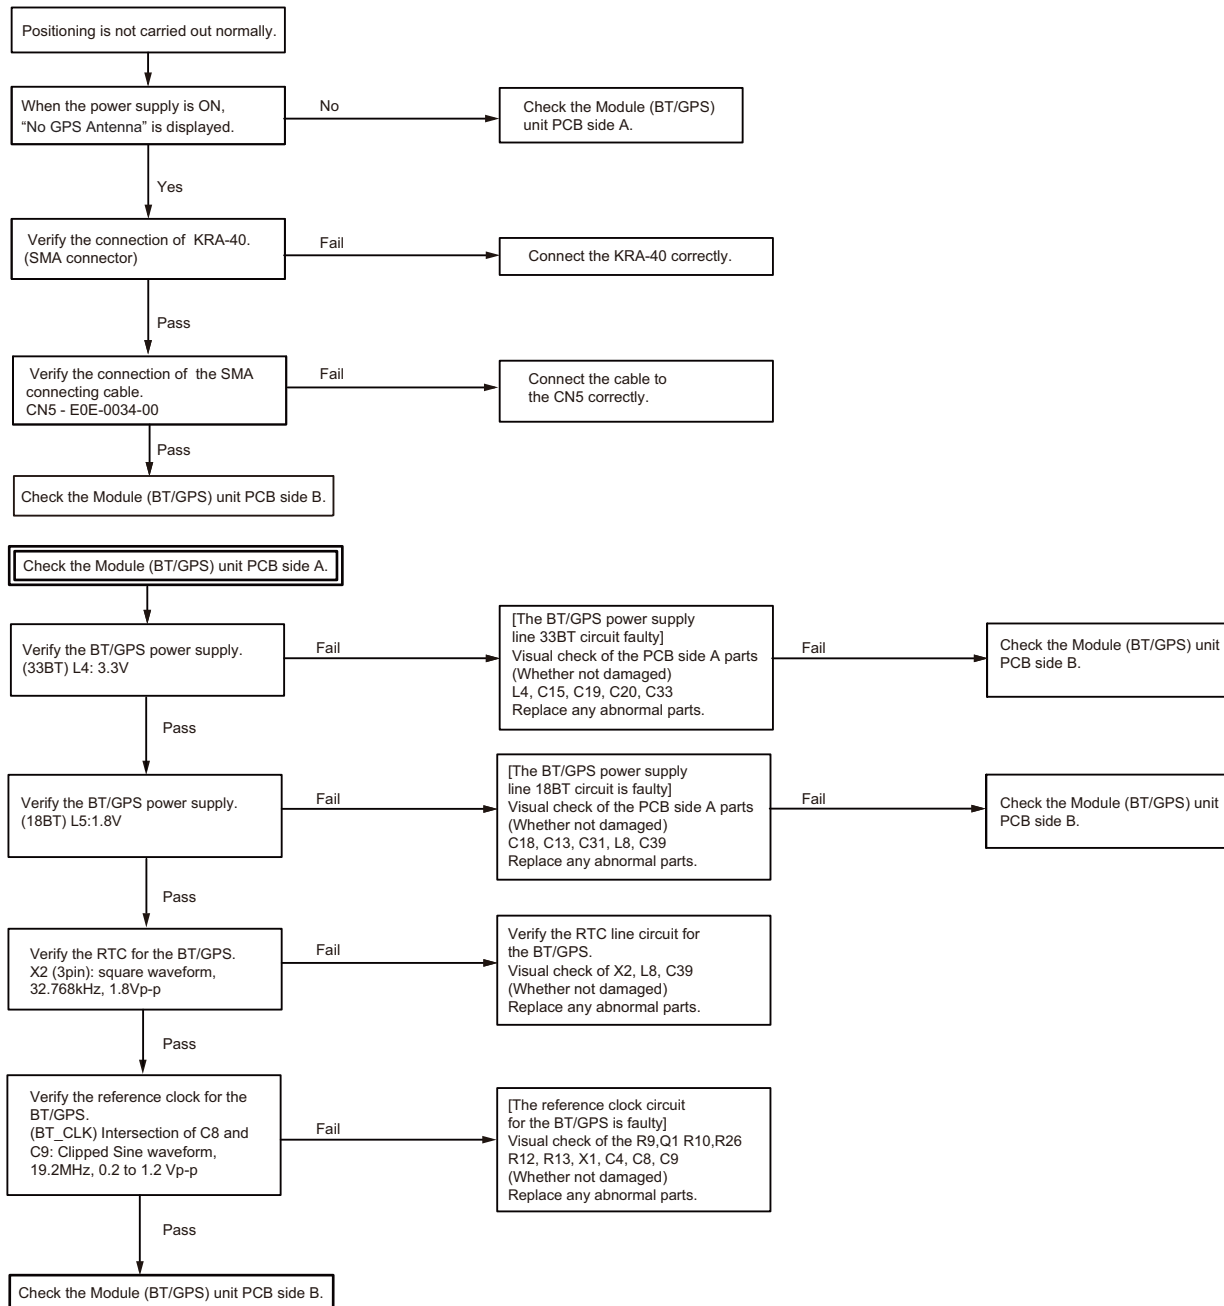 Positioning is not carried out normally.
When the power supply is ON,
“No GPS Antenna” is displayed.
No
Check the Module (BT/GPS)
unit PCB side A.
Yes
Verify the connection of KRA-40.
(SMA connector)
Fail
Connect the KRA-40 correctly.
Pass
Verify the connection of the SMA
connecting cable.
CN5 - E0E-0034-00
Fail
Connect the cable to
the CN5 correctly.
Pass
Check the Module (BT/GPS) unit PCB side B.
Check the Module (BT/GPS) unit PCB side A.
Verify the BT/GPS power supply.
(33BT) L4: 3.3V
Fail
[The BT/GPS power supply
line 33BT circuit faulty]
Visual check of the PCB side A parts
(Whether not damaged)
L4, C15, C19, C20, C33
Replace any abnormal parts.
Fail
Check the Module (BT/GPS) unit
PCB side B.
Pass
Verify the BT/GPS power supply.
(18BT) L5:1.8V
Fail
[The BT/GPS power supply
line 18BT circuit is faulty]
Visual check of the PCB side A parts
(Whether not damaged)
C18, C13, C31, L8, C39
Replace any abnormal parts.
Fail
Check the Module (BT/GPS) unit
PCB side B.
Pass
Verify the RTC for the BT/GPS.
X2 (3pin): square waveform,
32.768kHz, 1.8Vp-p
Fail
Verify the RTC line circuit for
the BT/GPS.
Visual check of X2, L8, C39
(Whether not damaged)
Replace any abnormal parts.
Pass
Verify the reference clock for the
BT/GPS.
(BT_CLK) Intersection of C8 and
C9: Clipped Sine waveform,
19.2MHz, 0.2 to 1.2 Vp-p
Fail
[The reference clock circuit
for the BT/GPS is faulty]
Visual check of the R9,Q1 R10,R26
R12, R13, X1, C4, C8, C9
(Whether not damaged)
Replace any abnormal parts.
Pass
Check the Module (BT/GPS) unit PCB side B.